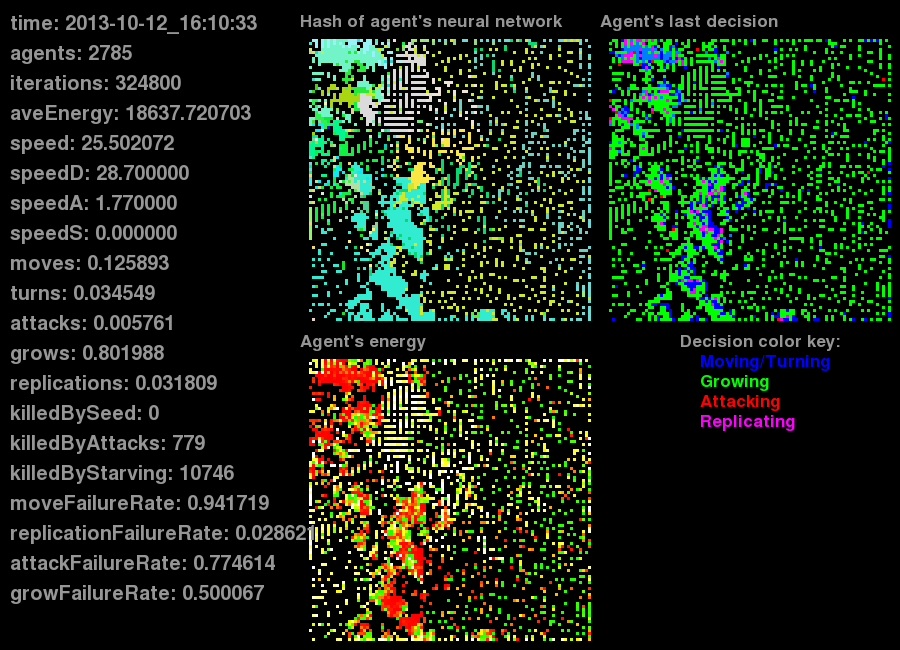 time: 2013-10-12_16:10:33
agents: 2785
iterations: 324800
aveEnergy: 18637.720703
speed: 25.502072
speedD: 28.700000
speedA: 1.770000
speedS: 0.000000
moves: 0.125893
turns: 0.034549
attacks: 0.005761
grows: 0.801988
replications: 0.031809
killedBySeed: 0
killedByAttacks: 779
killedByStarving: 10746
moveFailureRate: 0.941719
replicationFailureRate: 0.028621
attackFailureRate: 0.774614
growFailureRate: 0.500067
Hash of agent's neural network
Agent's last decision
Agent's energy
Decision color key:
Moving/Turning
Growing
Attacking
Replicating